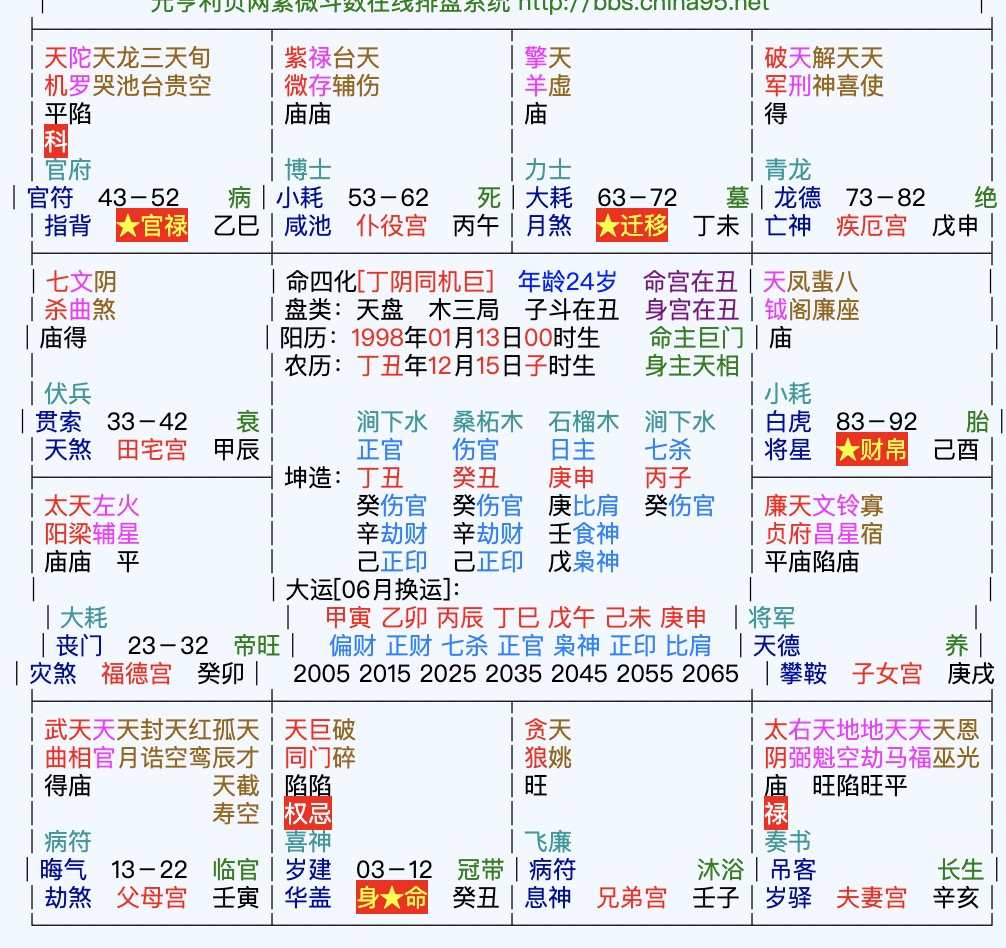 元亨利贞网紫微斗数在线排盘系统 http://bbs.china95.net
天陀天龙三天旬 紫禄台天 擎天 破天解天天
机罗哭池台贵空 微存辅伤 羊虚 军刑神喜使
平陷 庙庙 庙 得
科
官府 博士 力士 青龙
官符 43－52 病 小耗 53－62 死 大耗 63－72 墓 龙德 73－82 绝
指背 ★官禄 乙巳 咸池 仆役宫 丙午 月煞 ★迁移 丁未 亡神 疾厄宫 戊申
七文阴 命四化[丁阴同机巨] 年龄24岁 命宫在丑 天凤蜚八
杀曲煞 盘类：天盘 木三局 子斗在丑 身宫在丑 钺阁廉座
庙得 阳历：1998年01月13日00时生 命主巨门 庙
农历：丁丑年12月15日子时生 身主天相
伏兵 小耗
贯索 33－42 衰 涧下水 桑柘木 石榴木 涧下水 白虎 83－92 胎
天煞 田宅宫 甲辰 正官 伤官 日主 七杀 将星 ★财帛 己酉
坤造：丁丑 癸丑 庚申 丙子
太天左火 癸伤官 癸伤官 庚比肩 癸伤官 廉天文铃寡
阳梁辅星 辛劫财 辛劫财 壬食神 贞府昌星宿
庙庙 平 己正印 己正印 戊枭神 平庙陷庙
大运[06月换运]：
大耗 甲寅 乙卯 丙辰 丁巳 戊午 己未 庚申 将军
丧门 23－32 帝旺 偏财 正财 七杀 正官 枭神 正印 比肩 天德 养
灾煞 福德宫 癸卯 2005 2015 2025 2035 2045 2055 2065 攀鞍 子女宫 庚戌
武天天天封天红孤天 天巨破 贪天 太右天地地天天天恩
曲相官月诰空鸾辰才 同门碎 狼姚 阴弼魁空劫马福巫光
得庙 天截 陷陷 旺 庙 旺陷旺平
寿空 权忌 禄
病符 喜神 飞廉 奏书
晦气 13－22 临官 岁建 03－12 冠带 病符 沐浴 吊客 长生
劫煞 父母宫 壬寅 华盖 身★命 癸丑 息神 兄弟宫 壬子 岁驿 夫妻宫 辛亥